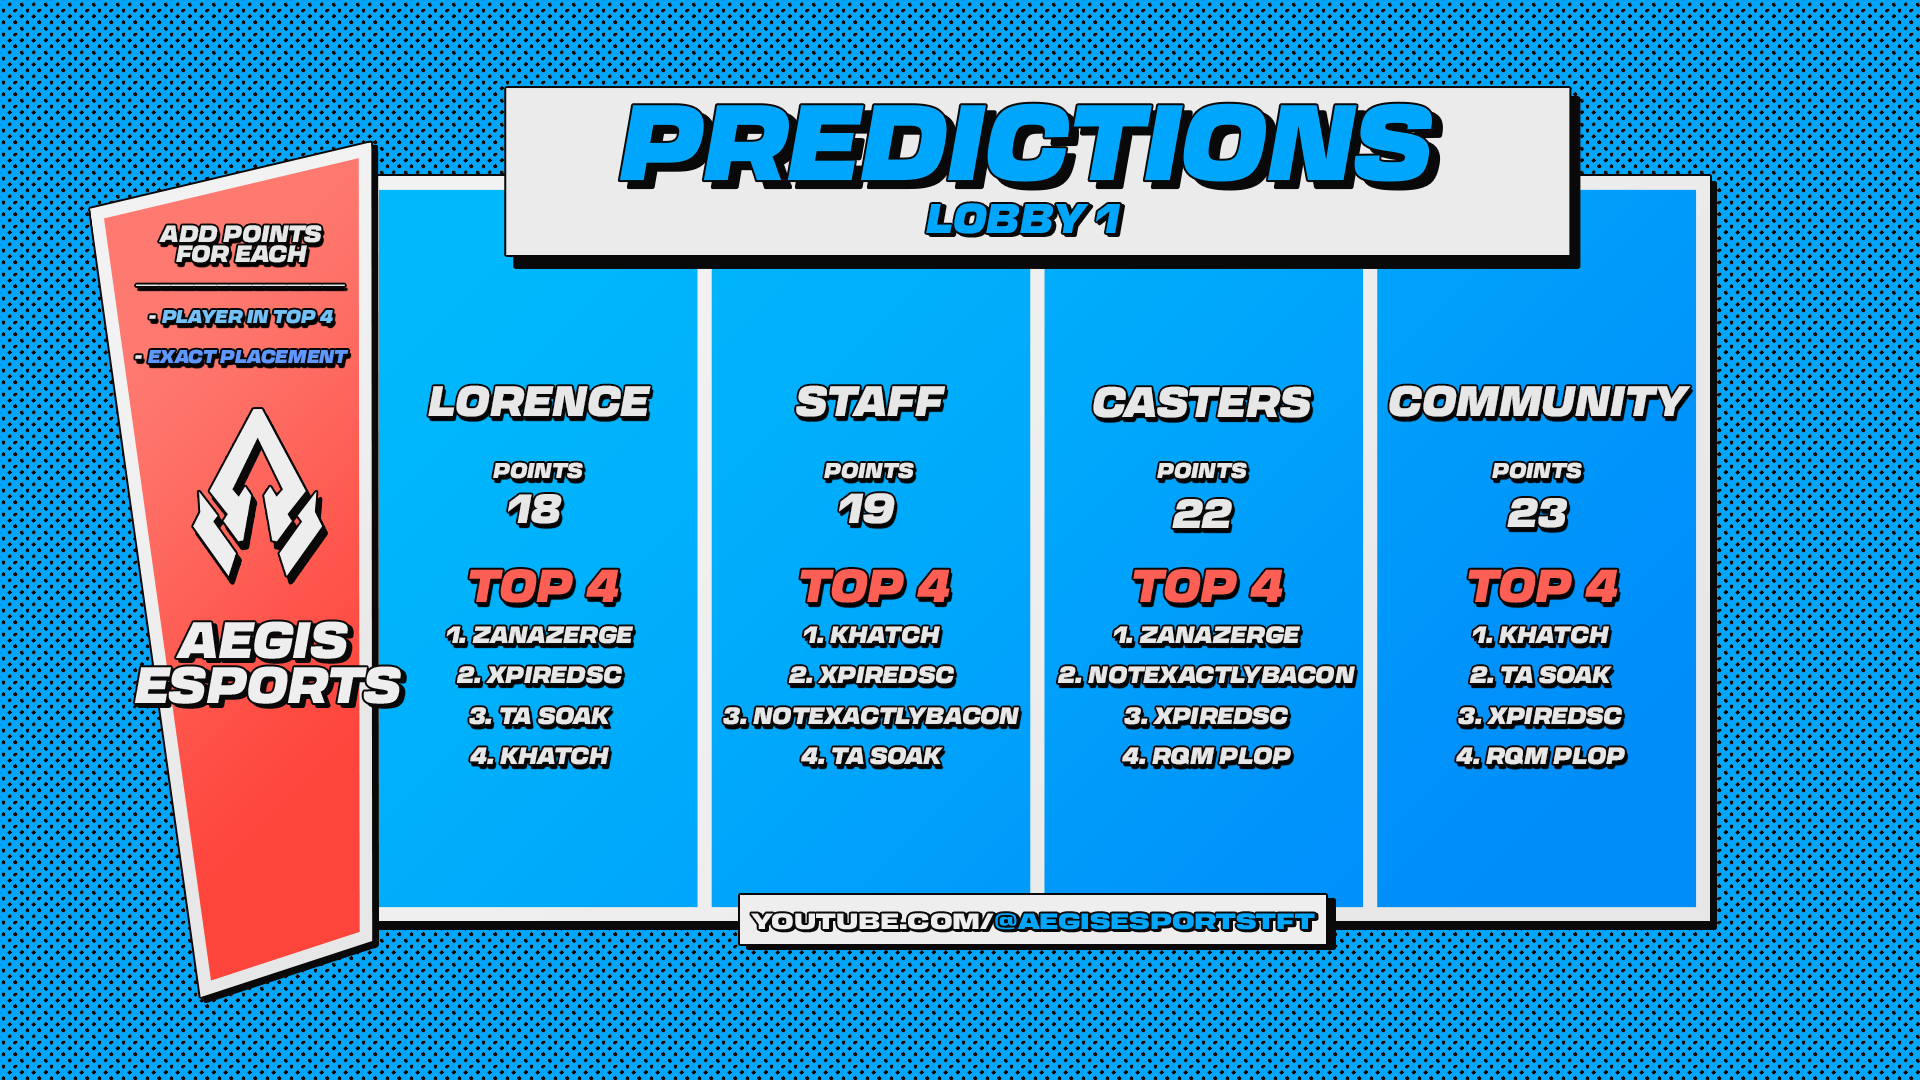 PREDICTIONS
LOBBY 1
ADD POINTS
FOR EACH
- PLAYER IN TOP 4
- EXACT PLACEMENT
AEGIS
ESPORTS
LORENCE
POINTS
18
TOP 4
1. ZANAZERGE
2. XPIREDSC
3. TA SOAK
4. KHATCH
STAFF
POINTS
19
TOP 4
1. KHATCH
2. XPIREDSC
3. NOTEXACTLYBACON
4. TA SOAK
CASTERS
POINTS
22
TOP 4
1. ZANAZERGE
2. NOTEXACTLYBACON
3. XPIREDSC
4. RQM PLOP
COMMUNITY
POINTS
23
TOP 4
1. KHATCH
2. TA SOAK
3. XPIREDSC
4. RQM PLOP
YOUTUBE.COM/@AEGISESPORTSTFT